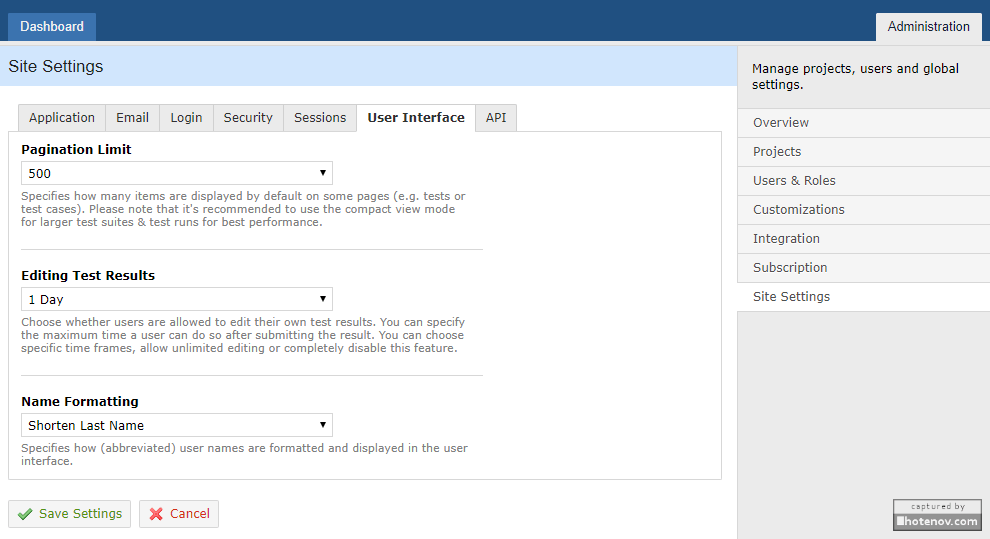 Dashboard
Administration
Site Settings
Application Email Login Security Sessions User Interface API
Pagination Limit
500
Specifies how many items are displayed by default on some pages (e.g. tests or
test cases). Please note that it's recommended to use the compact view mode
for larger test suites & test runs for best performance.
Editing Test Results
1 Day
Choose whether users are allowed to edit their own test results. You can specify
the maximum time a user can do so after submitting the result. You can choose
specific time frames, allow unlimited editing or completely disable this feature.
Name Formatting
Shorten Last Name
Specifies how (abbreviated) user names are formatted and displayed in the user
interface.
Save Settings
Cancel
Manage projects, users and global
settings.
Overview
Projects
Users & Roles
Customizations
Integration
Subscription
Site Settings
captured by
hotenov.com